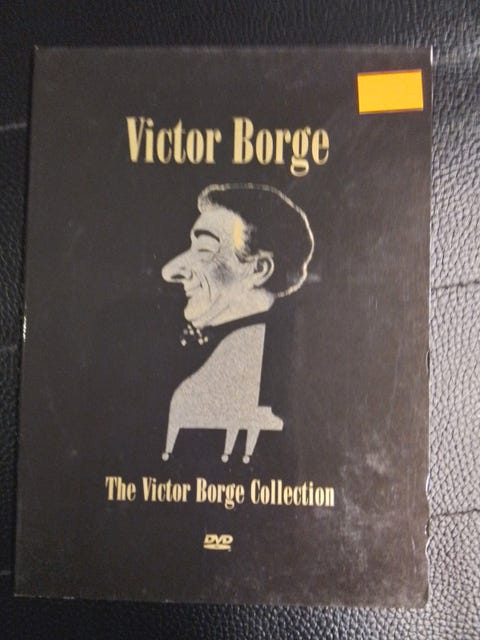 Victor Borge
The Victor Borge Collection
DVD